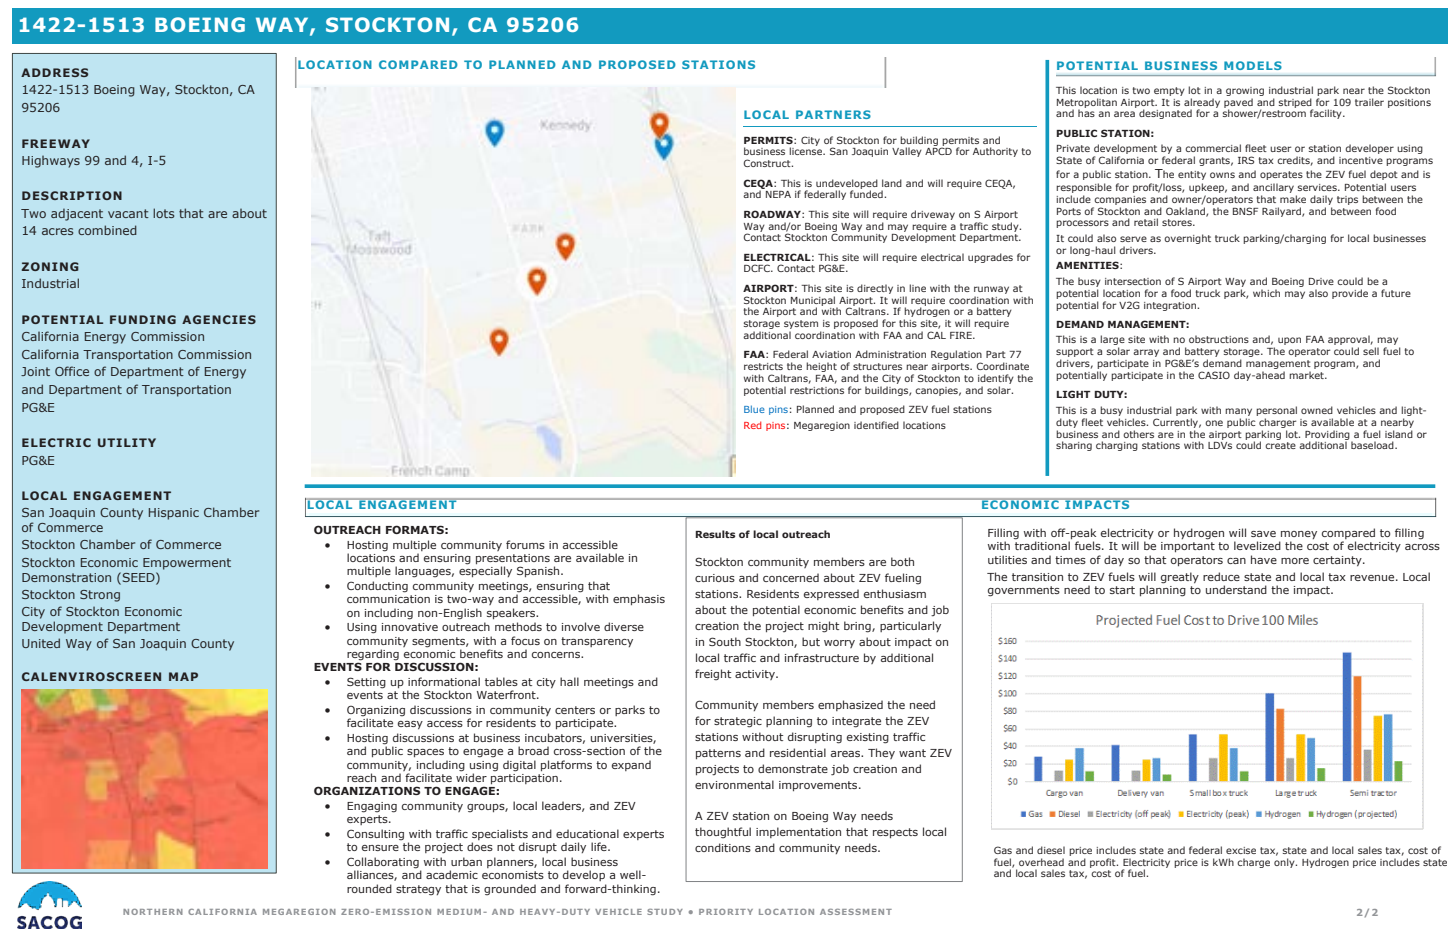 1422-1513 BOEING WAY, STOCKTON, CA 95206
ADDRESS
1422-1513 Boeing Way, Stockton, CA
95206
FREEWAY
Highways 99 and 4, I-5
DESCRIPTION
Two adjacent vacant lots that are about
14 acres combined
ZONING
Industrial
POTENTIAL FUNDING AGENCIES
California Energy Commission
California Transportation Commission
Joint Office of Department of Energy
and Department of Transportation
PG&E
ELECTRIC UTILITY
PG&E
LOCAL ENGAGEMENT
San Joaquin County Hispanic Chamber
of Commerce
Stockton Chamber of Commerce
Stockton Economic Empowerment
Demonstration (SEED)
Stockton Strong
City of Stockton Economic
Development Department
United Way of San Joaquin County
CALENVIROSCREEN MAP
LOCATION COMPARED TO PLANNED AND PROPOSED STATIONS
Kennedy
PARK
Taft
Mosswood
H
French Camp
LOCAL PARTNERS
PERMITS: City of Stockton for building permits and
business license. San Joaquin Valley APCD for Authority to
Construct.
CEQA: This is undeveloped land and will require CEQA,
and NEPA if federally funded.
ROADWAY: This site will require driveway on S Airport
Way and/or Boeing Way and may require a traffic study.
Contact Stockton Community Development Department.
ELECTRICAL: This site will require electrical upgrades for
DCFC. Contact PG&E.
AIRPORT: This site is directly in line with the runway at
Stockton Municipal Airport. It will require coordination with
the Airport and with Caltrans. If hydrogen or a battery
storage system is proposed for this site, it will require
additional coordination with FAA and CAL FIRE.
FAA: Federal Aviation Administration Regulation Part 77
restricts the height of structures near airports. Coordinate
with Caltrans, FAA, and the City of Stockton to identify the
potential restrictions for buildings, canopies, and solar.
Blue pins: Planned and proposed ZEV fuel stations
Red pins: Megaregion identified locations
POTENTIAL BUSINESS MODELS
This location is two empty lot in a growing industrial park near the Stockton
Metropolitan Airport. It is already paved and striped for 109 trailer positions
and has an area designated for a shower/restroom facility.
PUBLIC STATION:
Private development by a commercial fleet user or station developer using
State of California or federal grants, IRS tax credits, and incentive programs
for a public station. The entity owns and operates the ZEV fuel depot and is
responsible for profit/loss, upkeep, and ancillary services. Potential users
include companies and owner/operators that make daily trips between the
Ports of Stockton and Oakland, the BNSF Railyard, and between food
processors and retail stores.
It could also serve as overnight truck parking/charging for local businesses
or long-haul drivers.
AMENITIES:
The busy intersection of S Airport Way and Boeing Drive could be a
potential location for a food truck park, which may also provide a future
potential for V2G integration.
DEMAND MANAGEMENT:
This is a large site with no obstructions and, upon FAA approval, may
support a solar array and battery storage. The operator could sell fuel to
drivers, participate in PG&E's demand management program, and
potentially participate in the CASIO day-ahead market.
LIGHT DUTY:
This is a busy industrial park with many personal owned vehicles and light-
duty fleet vehicles. Currently, one public charger is available at a nearby
business and others are in the airport parking lot. Providing a fuel island or
sharing charging stations with LDVs could create additional baseload.
LOCAL ENGAGEMENT
OUTREACH FORMATS:
• Hosting multiple community forums in accessible
locations and ensuring presentations are available in
multiple languages, especially Spanish.
• Conducting community meetings, ensuring that
communication is two-way and accessible, with emphasis
on including non-English speakers.
• Using innovative outreach methods to involve diverse
community segments, with a focus on transparency
regarding economic benefits and concerns.
EVENTS FOR DISCUSSION:
• Setting up informational tables at city hall meetings and
events at the Stockton Waterfront.
• Organizing discussions in community centers or parks to
facilitate easy access for residents to participate.
• Hosting discussions at business incubators, universities,
and public spaces to engage a broad cross-section of the
community, including using digital platforms to expand
reach and facilitate wider participation.
ORGANIZATIONS TO ENGAGE:
• Engaging community groups, local leaders, and ZEV
experts.
• Consulting with traffic specialists and educational experts
to ensure the project does not disrupt daily life.
• Collaborating with urban planners, local business
alliances, and academic economists to develop a well-
rounded strategy that is grounded and forward-thinking.
Results of local outreach
Stockton community members are both
curious and concerned about ZEV fueling
stations. Residents expressed enthusiasm
about the potential economic benefits and job
creation the project might bring, particularly
in South Stockton, but worry about impact on
local traffic and infrastructure by additional
freight activity.
Community members emphasized the need
for strategic planning to integrate the ZEV
stations without disrupting existing traffic
patterns and residential areas. They want ZEV
projects to demonstrate job creation and
environmental improvements.
A ZEV station on Boeing Way needs
thoughtful implementation that respects local
conditions and community needs.
ECONOMIC IMPACTS
Filling with off-peak electricity or hydrogen will save money compared to filling
with traditional fuels. It will be important to levelized the cost of electricity across
utilities and times of day so that operators can have more certainty.
The transition to ZEV fuels will greatly reduce state and local tax revenue. Local
governments need to start planning to understand the impact.
Projected Fuel Cost to Drive 100 Miles
$160
$140
$120
$100
$80
$60
$40
$20
$0
Cargo van Delivery van Small box truck Large truck Semi tractor
Gas Diesel Electricity (off peak) Electricity (peak) Hydrogen Hydrogen (projected)
Gas and diesel price includes state and federal excise tax, state and local sales tax, cost of
fuel, overhead and profit. Electricity price is kWh charge only. Hydrogen price includes state
and local sales tax, cost of fuel.
SACOG
NORTHERN CALIFORNIA MEGAREGION ZERO-EMISSION MEDIUM- AND HEAVY-DUTY VEHICLE STUDY • PRIORITY LOCATION ASSESSMENT
2/2